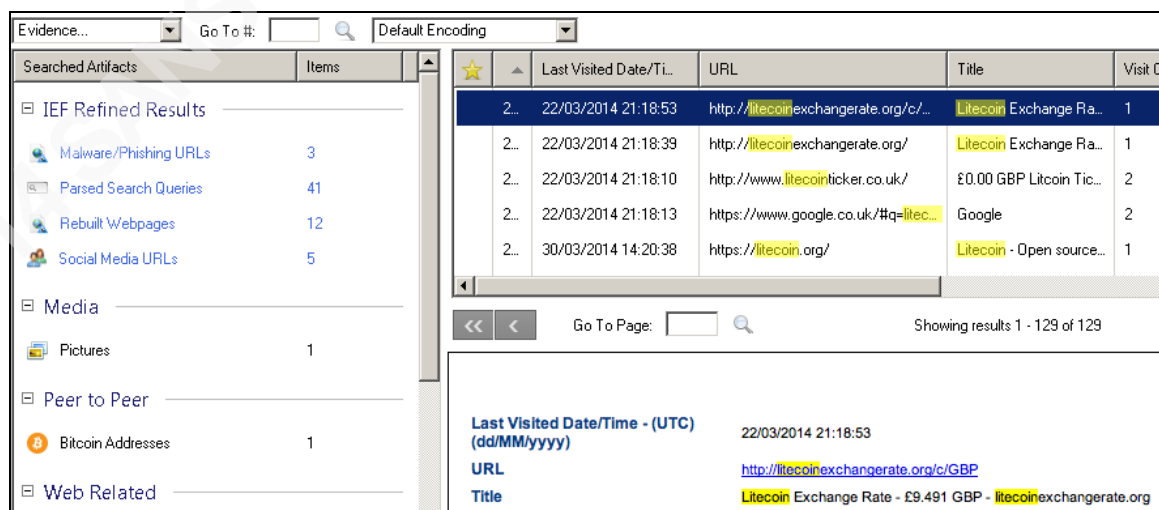 Evidence... Go To #: Default Encoding
Searched Artifacts Items
IEF Refined Results
Malware/Phishing URLs 3
Parsed Search Queries 41
Rebuilt Webpages 12
Social Media URLs 5
Media
Pictures 1
Peer to Peer
Bitcoin Addresses 1
Web Related
Last Visited Date/Ti... URL Title Visit
2... 22/03/2014 21:18:53 http://litecoinexchangerate.org/c/... Litecoin Exchange Ra... 1
2... 22/03/2014 21:18:39 http://litecoinexchangerate.org/ Litecoin Exchange Ra... 1
2... 22/03/2014 21:18:10 http://www.litecointicker.co.uk/ £0.00 GBP Litcoin Tic... 2
2... 22/03/2014 21:18:13 https://www.google.co.uk/#q=litec... Google 2
2... 30/03/2014 14:20:38 https://litecoin.org/ Litecoin - Open source... 1
Go To Page: Showing results 1 - 129 of 129
Last Visited Date/Time - (UTC)
(dd/MM/yyyy) 22/03/2014 21:18:53
URL http://litecoinexchangerate.org/c/GBP
Title Litecoin Exchange Rate - £9.491 GBP - litecoinexchangerate.org